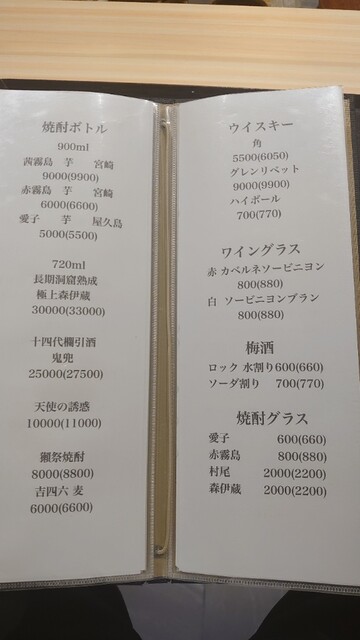 焼酎ボトル
900ml
茜霧島 芋 宮崎
9000(9900)
赤霧島 芋 宮崎
6000(6600)
愛子 芋 屋久島
5000(5500)
720ml
長期洞窟熟成
極上森伊蔵
30000(33000)
十四代欄引酒
鬼兜
25000(27500)
天使の誘惑
10000(11000)
獺祭焼酎
8000(8800)
吉四六 麦
6000(6600)
ウイスキー
角
5500(6050)
グレンリベット
9000(9900)
ハイボール
700(770)
ワイングラス
赤 カベルネソービニヨン
800(880)
白 ソービニヨンブラン
800(880)
梅酒
ロック 水割り600(660)
ソーダ割り 700(770)
焼酎グラス
愛子 600(660)
赤霧島 800(880)
村尾 2000(2200)
森伊蔵 2000(2200)